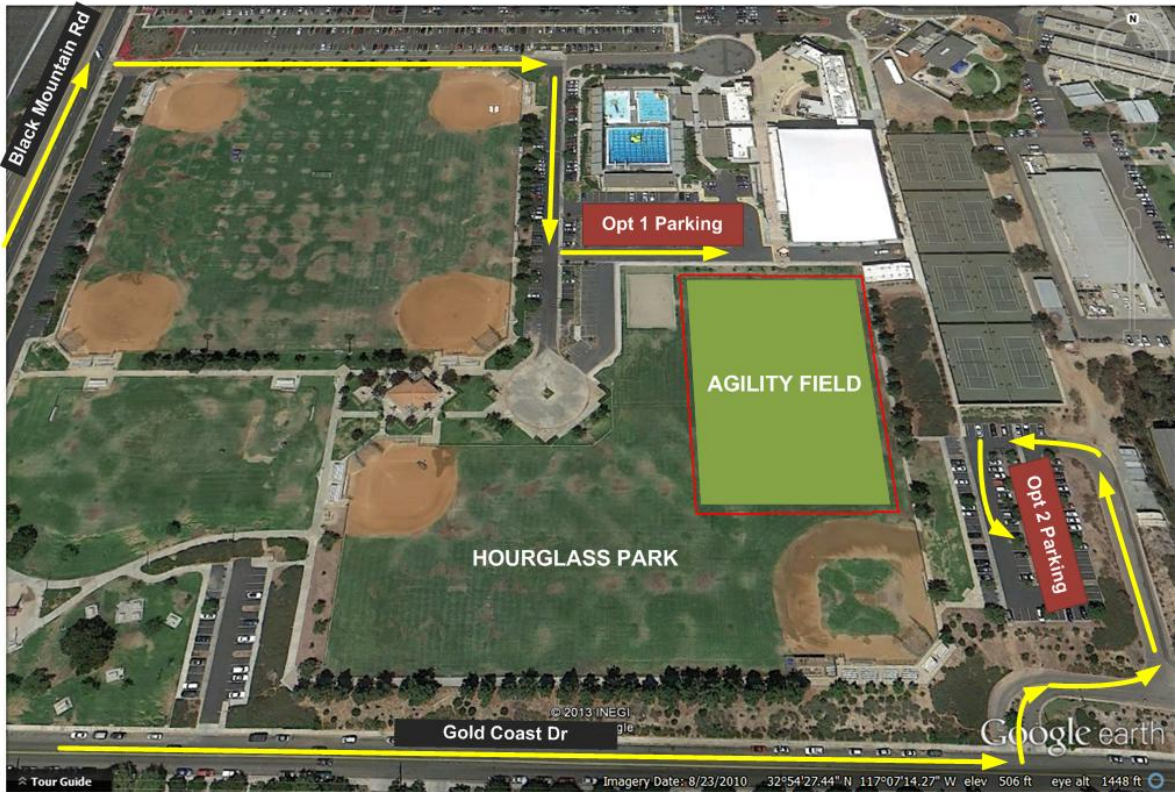 N
Black Mountain Rd
Opt 1 Parking
AGILITY FIELD
Opt 2 Parking
HOURGLASS PARK
© 2013 INEGI
gle
Gold Coast Dr
Google earth
Tour Guide
Imagery Date: 8/23/2010 32°54'27.44" N 117°07'14.27" W elev 506 ft eye alt 1448 ft